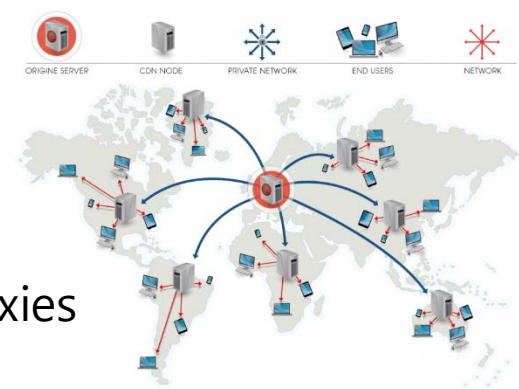 ORIGINE SERVER
CDN NODE
PRIVATE NETWORK
END USERS
NETWORK
xies